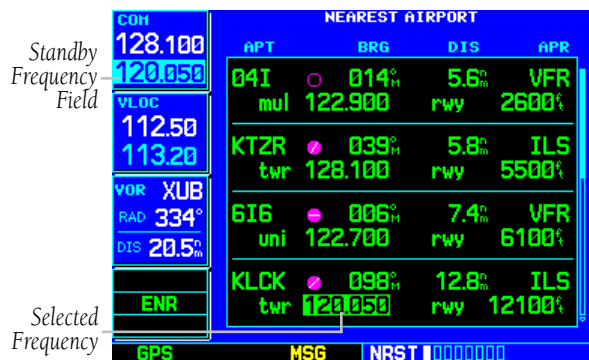 Standby
Frequency
Field
Selected
Frequency
COM
128.100
120.050
VLOC
112.50
113.20
VOR XUB
RAD 334°
DIS 20.5nm
ENR
GPS
MSG
NRST
NEAREST AIRPORT
APT BRG DIS APR
04I 014°M 5.6nm VFR
mul 122.900 rwy 2600ft
KTZR 039°M 5.8nm ILS
twr 128.100 rwy 5500ft
6I6 006°M 7.4nm VFR
uni 122.700 rwy 6100ft
KLCK 098°M 12.8nm ILS
twr 120.050 rwy 12100ft